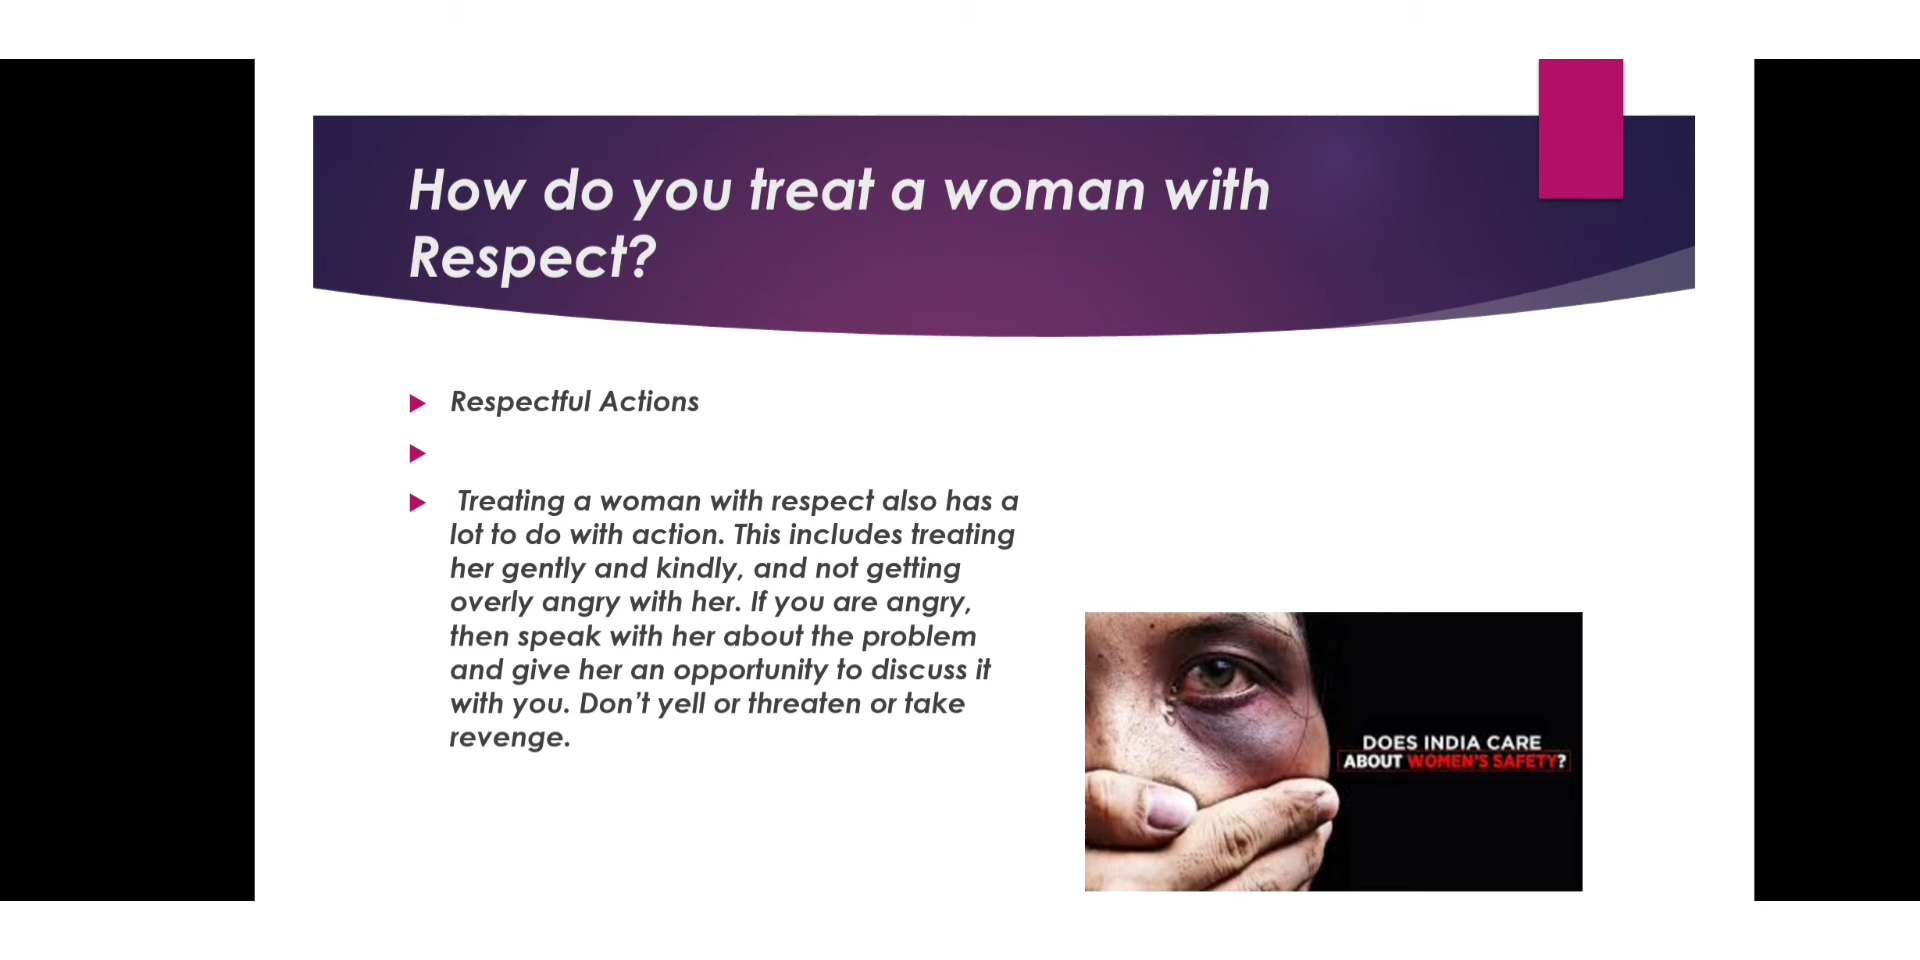 How do you treat a woman with
Respect?
Respectful Actions
Treating a woman with respect also has a
lot to do with action. This includes treating
her gently and kindly, and not getting
overly angry with her. If you are angry,
then speak with her about the problem
and give her an opportunity to discuss it
with you. Don't yell or threaten or take
revenge.
DOES INDIA CARE
ABOUT WOMEN'S SAFETY?